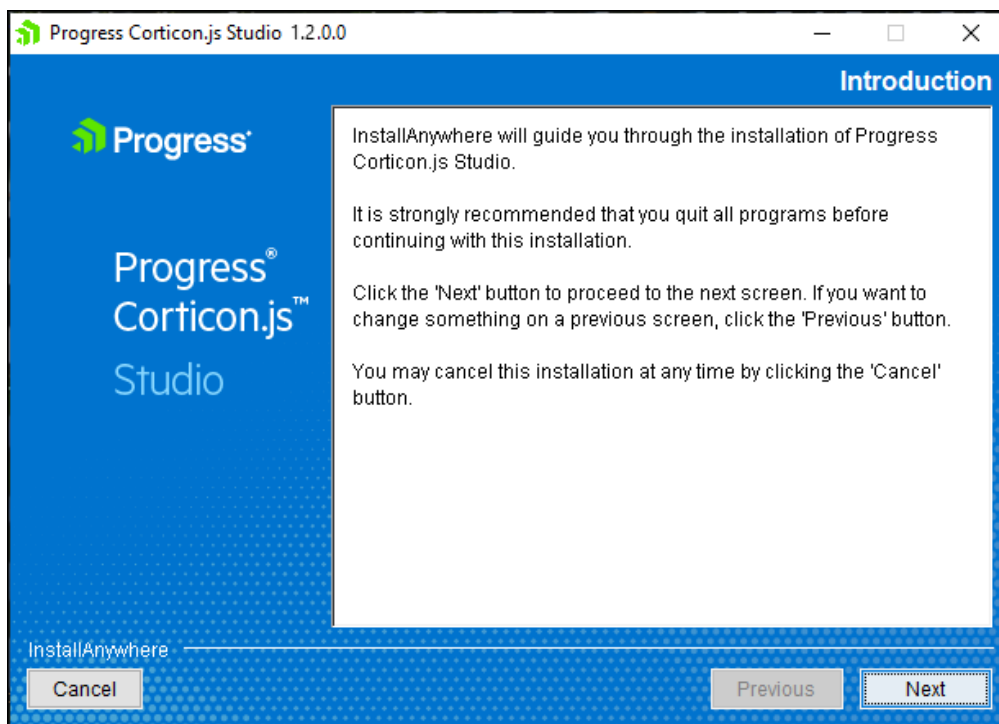 Progress Corticon.js Studio 1.2.0.0
Introduction
Progress
Progress®
Corticon.js™
Studio
InstallAnywhere will guide you through the installation of Progress
Corticon.js Studio.
It is strongly recommended that you quit all programs before
continuing with this installation.
Click the 'Next' button to proceed to the next screen. If you want to
change something on a previous screen, click the 'Previous' button.
You may cancel this installation at any time by clicking the 'Cancel'
button.
InstallAnywhere
Cancel
Previous
Next